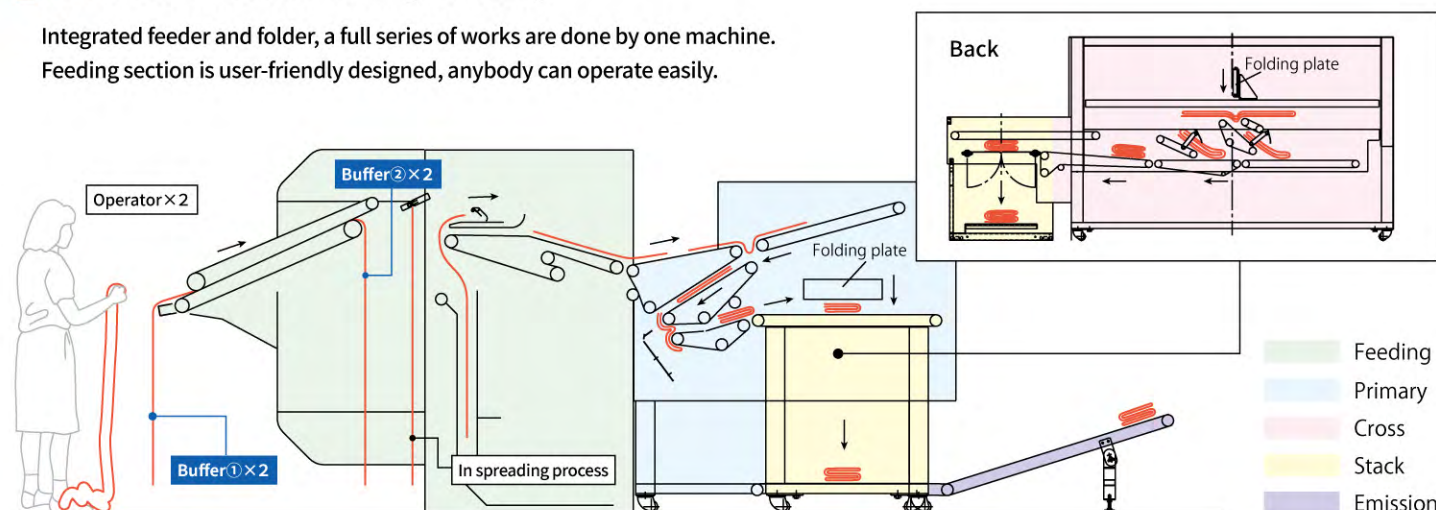 Integrated feeder and folder, a full series of works are done by one machine.
Feeding section is user-friendly designed, anybody can operate easily.
Back
Folding plate
Operator×2
Buffer②×2
Folding plate
In spreading process
Buffer①×2
Feeding
Primary
Cross
Stack
Emission